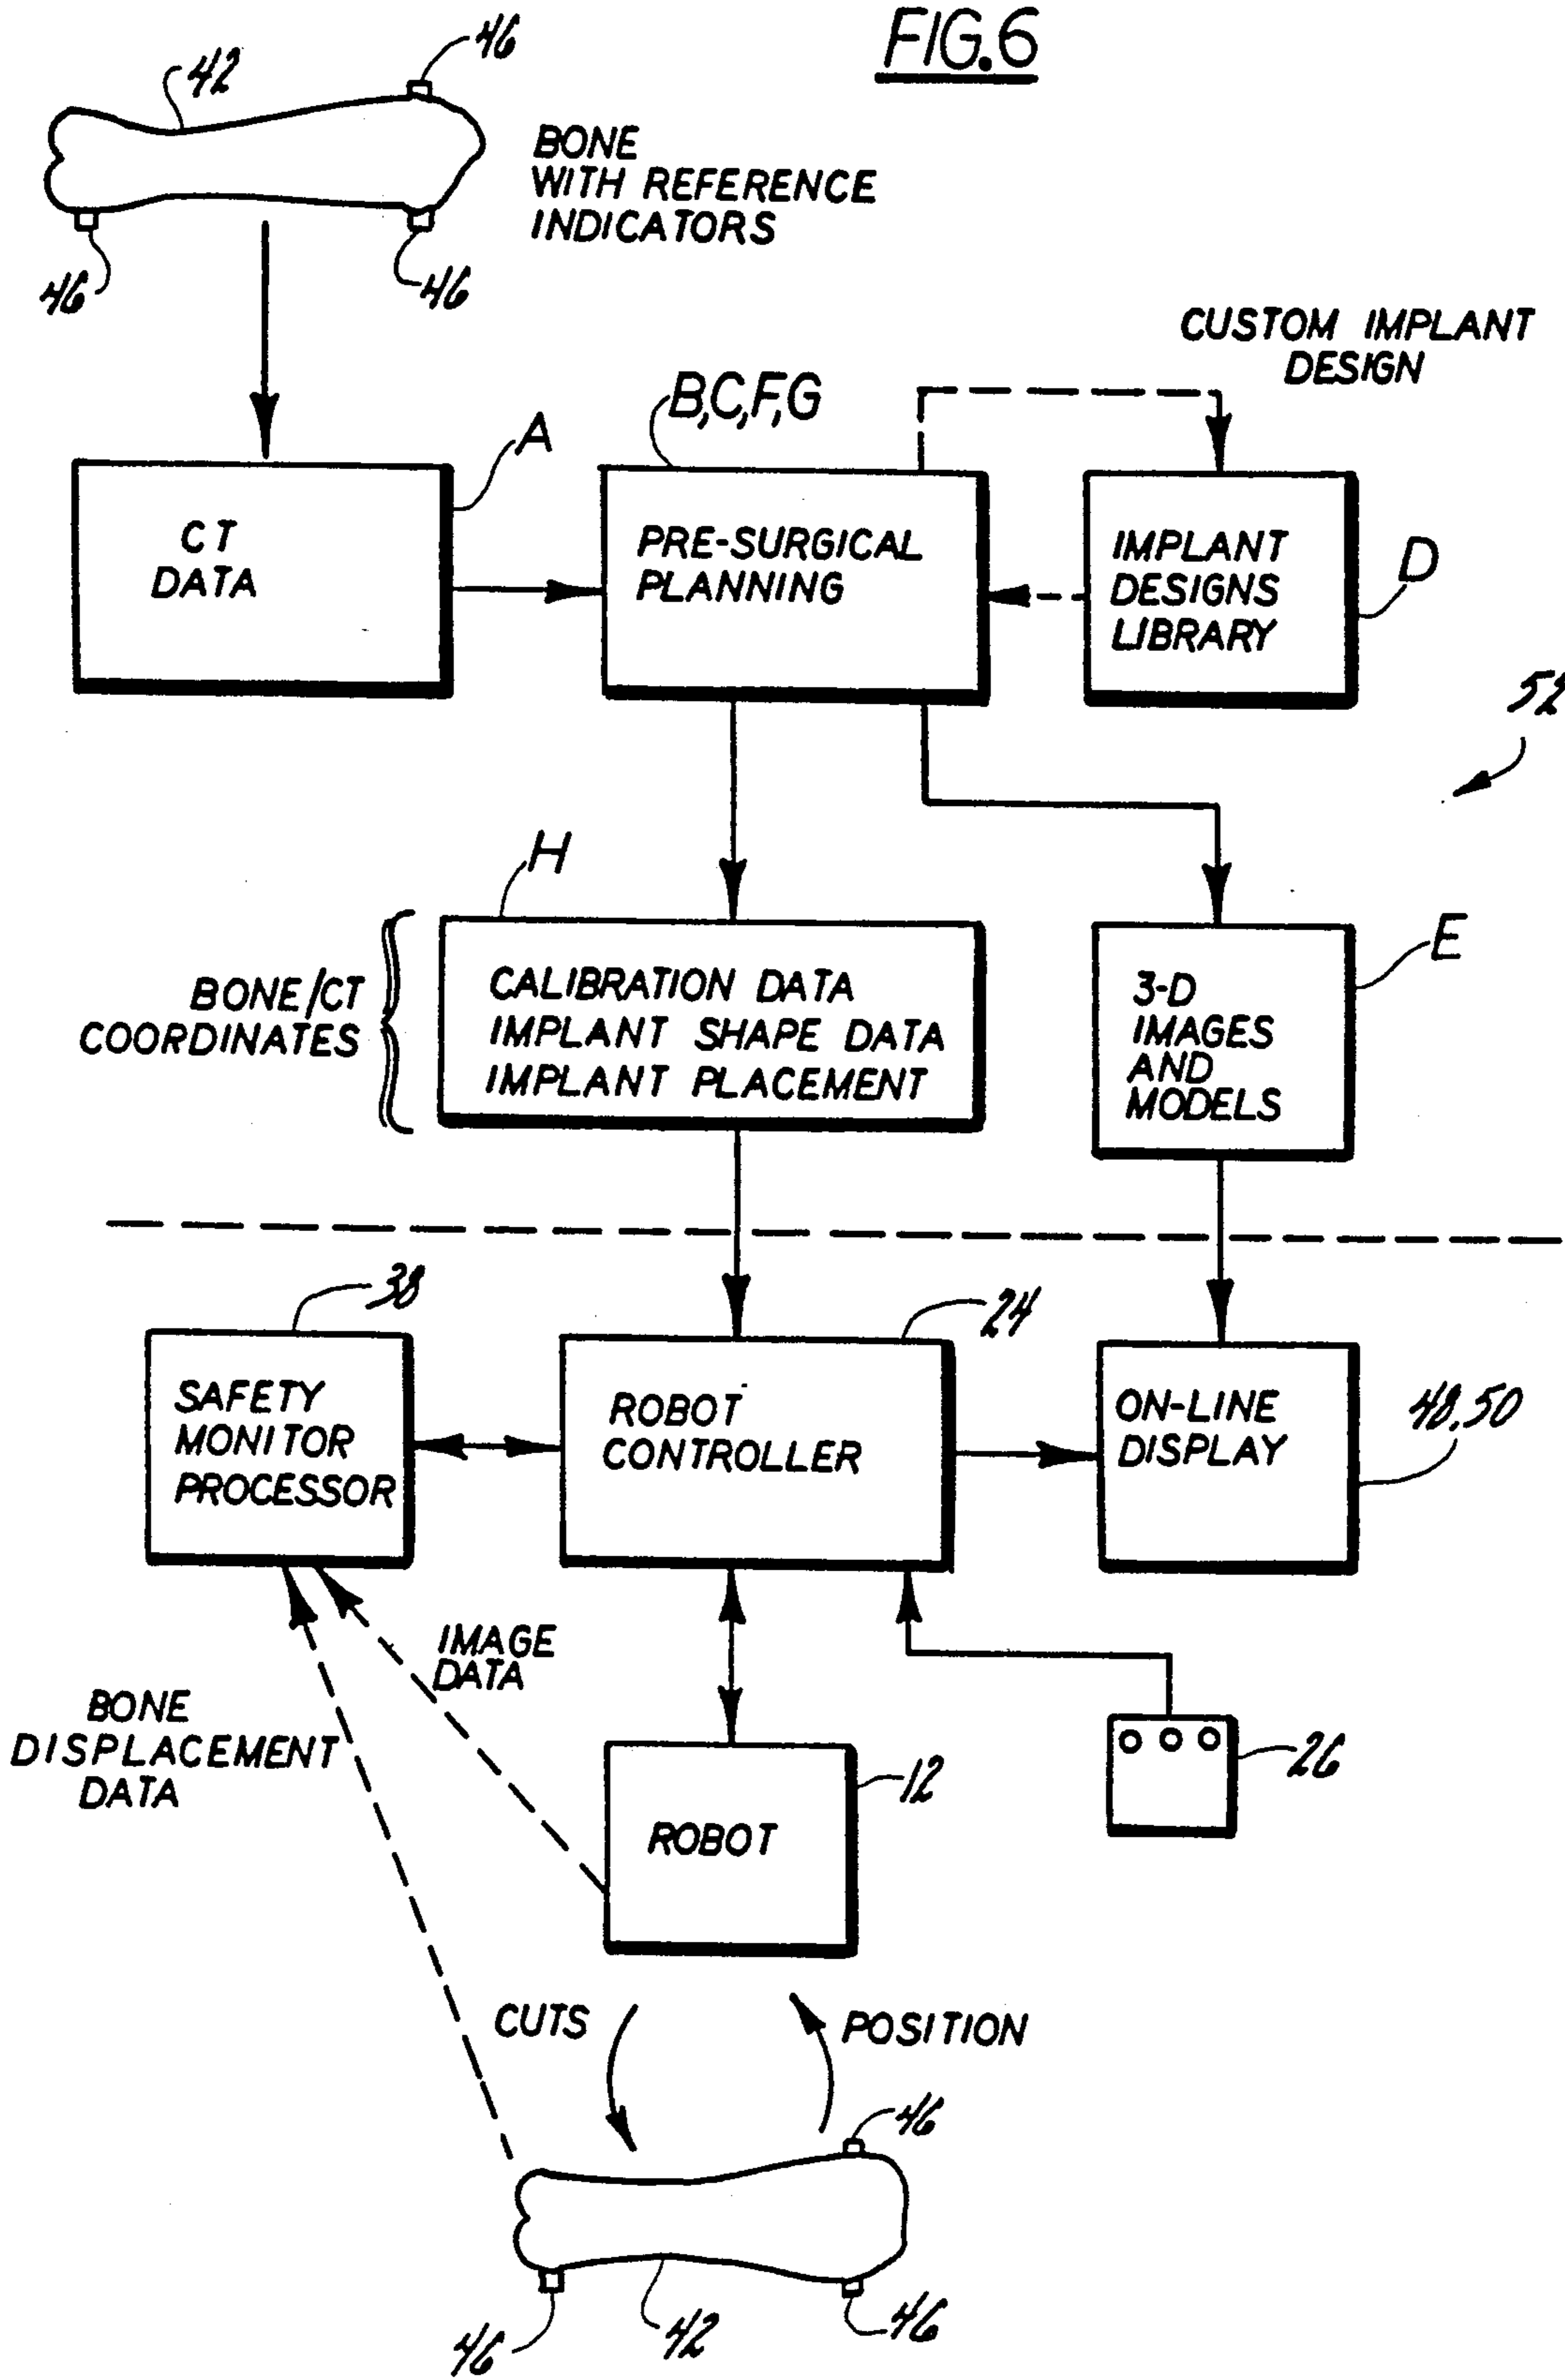 FIG.6
46
42
BONE
WITH REFERENCE
INDICATORS
46
46
CUSTOM IMPLANT
DESIGN
B,C,F,G
A
CT
DATA
PRE-SURGICAL
PLANNING
IMPLANT
DESIGNS
LIBRARY
D
52
H
E
BONE/CT
COORDINATES
CALIBRATION DATA
IMPLANT SHAPE DATA
IMPLANT PLACEMENT
3-D
IMAGES
AND
MODELS
38
24
SAFETY
MONITOR
PROCESSOR
ROBOT
CONTROLLER
ON-LINE
DISPLAY
48,50
IMAGE
DATA
BONE
DISPLACEMENT
DATA
ROBOT
12
26
CUTS
POSITION
46
46
42
46